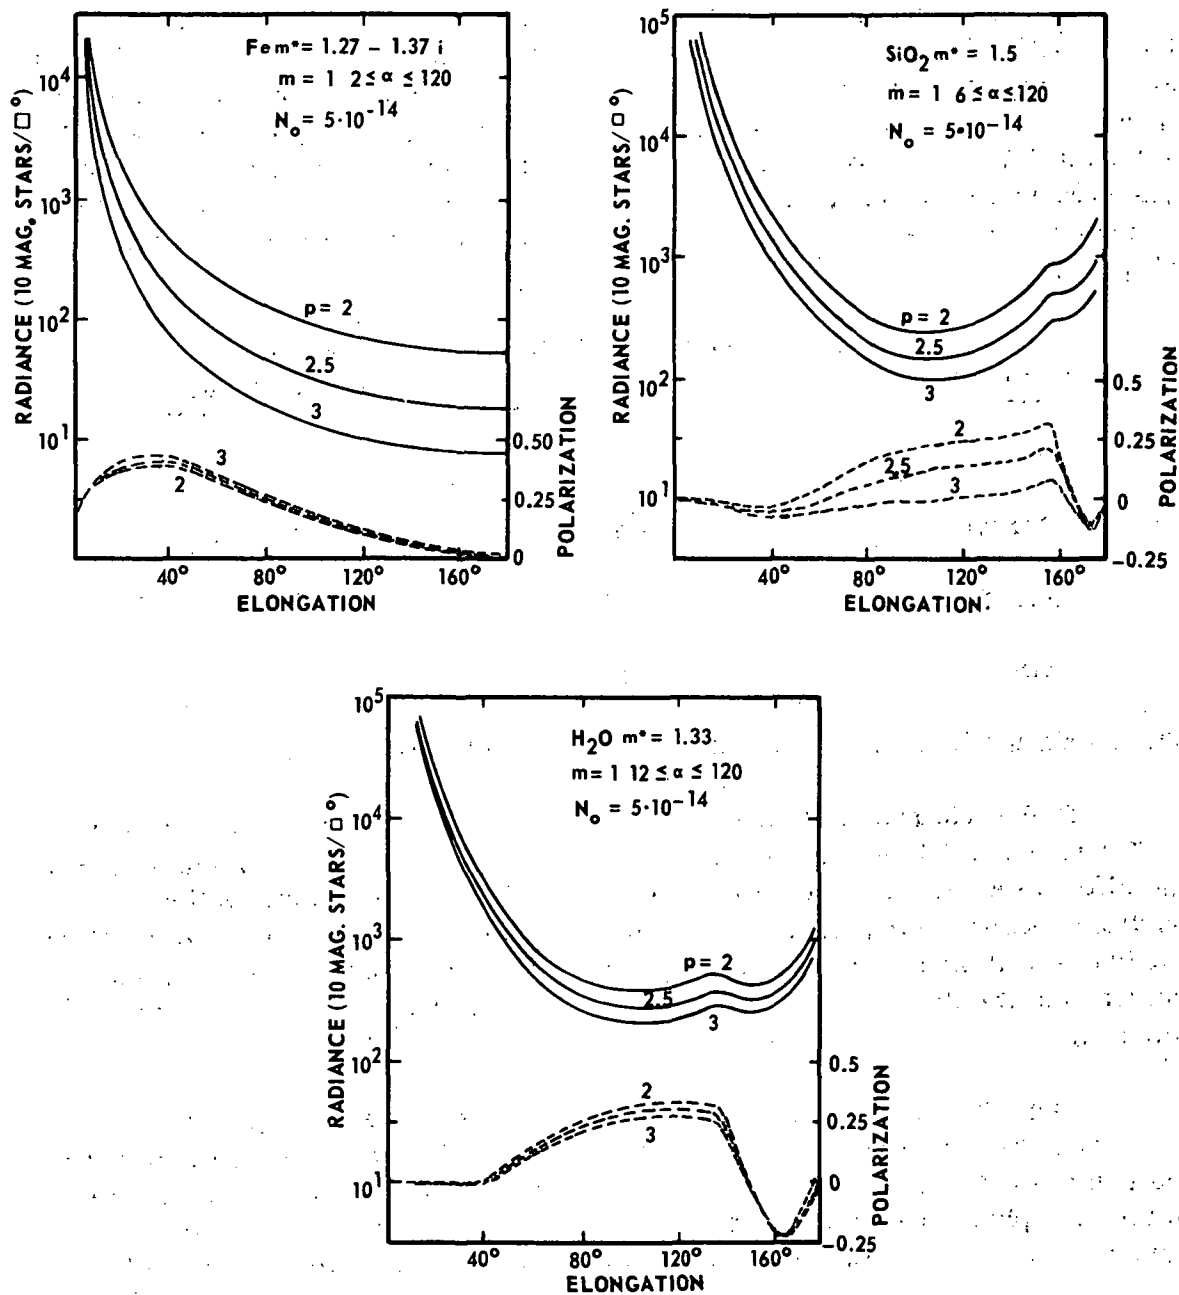 RADIANCE (10 MAG. STARS/□°)
10⁴
10³
10²
10¹
Fe m* = 1.27 – 1.37 i
m = 1 2 ≤ α ≤ 120
N₀ = 5·10⁻¹⁴
p = 2
2.5
3
3
2
0.50
0.25
0
POLARIZATION
40° 80° 120° 160°
ELONGATION
RADIANCE (10 MAG. STARS/□°)
10⁵
10⁴
10³
10²
10¹
SiO₂ m* = 1.5
m = 1 6 ≤ α ≤ 120
N₀ = 5·10⁻¹⁴
p = 2
2.5
3
2
2.5
3
0.5
0.25
0
-0.25
POLARIZATION
40° 80° 120° 160°
ELONGATION
RADIANCE (10 MAG. STARS/□°)
10⁵
10⁴
10³
10²
10¹
H₂O m* = 1.33
m = 1 12 ≤ α ≤ 120
N₀ = 5·10⁻¹⁴
p = 2
2.5
3
2
3
0.5
0.25
0
-0.25
POLARIZATION
40° 80° 120° 160°
ELONGATION